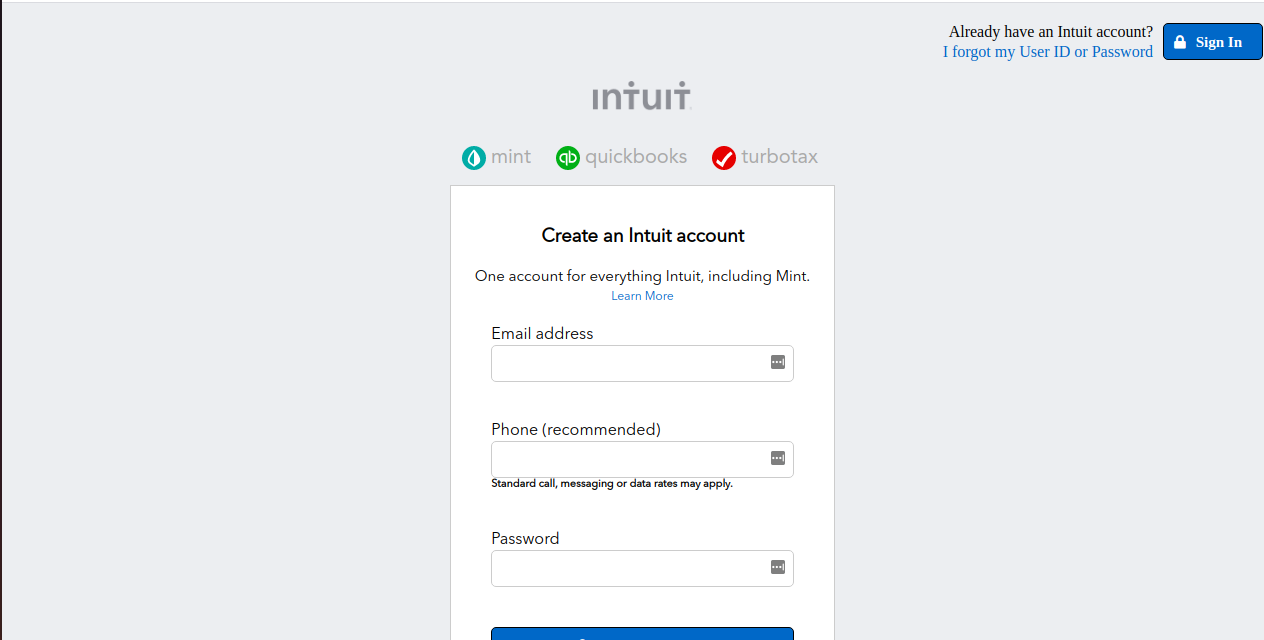 Already have an Intuit account?
I forgot my User ID or Password
Sign In
intuit
mint
qb quickbooks
turbotax
Create an Intuit account
One account for everything Intuit, including Mint.
Learn More
Email address
Phone (recommended)
Standard call, messaging or data rates may apply.
Password